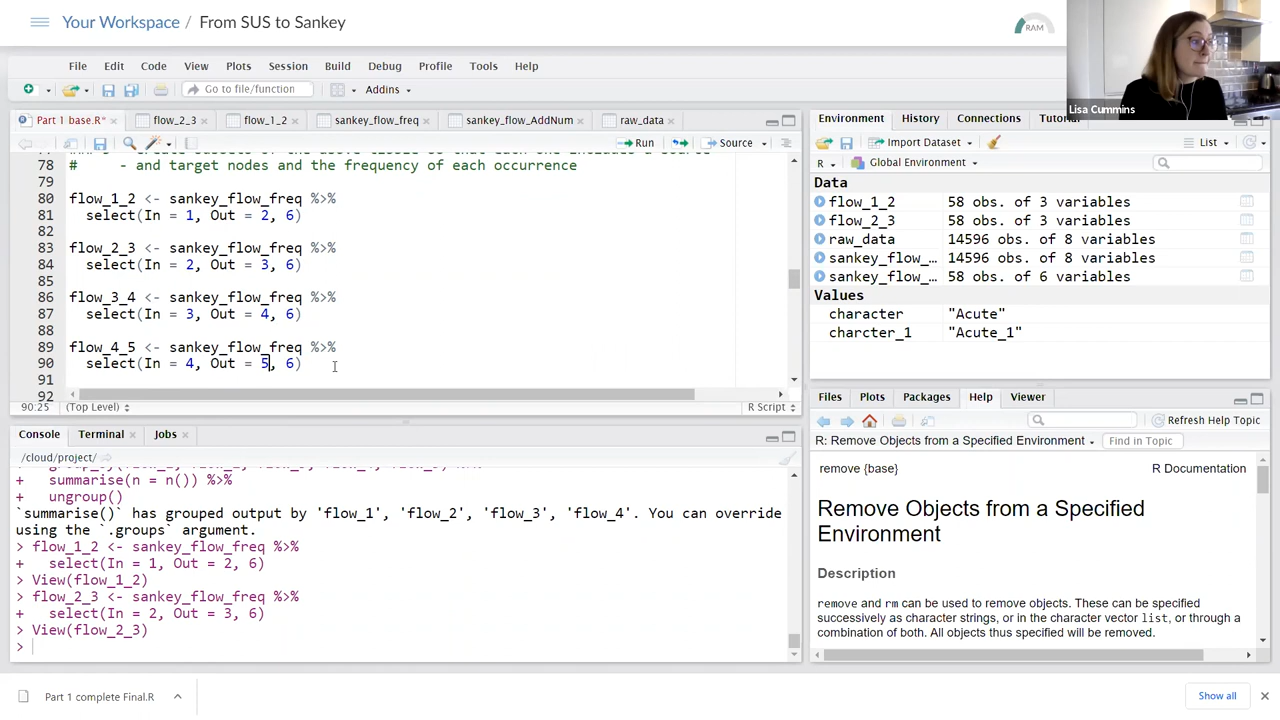 Your Workspace / From SUS to Sankey
RAM
Lisa Cummins
File Edit Code View Plots Session Build Debug Profile Tools Help
Go to file/function Addins
Part 1 base.R* × flow_2_3 × flow_1_2 × sankey_flow_freq × sankey_flow_AddNum × raw_data ×
Run Source
78
# - and target nodes and the frequency of each occurrence
79
80 flow_1_2 <- sankey_flow_freq %>%
81 select(In = 1, Out = 2, 6)
82
83 flow_2_3 <- sankey_flow_freq %>%
84 select(In = 2, Out = 3, 6)
85
86 flow_3_4 <- sankey_flow_freq %>%
87 select(In = 3, Out = 4, 6)
88
89 flow_4_5 <- sankey_flow_freq %>%
90 select(In = 4, Out = 5, 6)
91
92
90:25 (Top Level) R Script
Console Terminal × Jobs ×
/cloud/project/
+ summarise(n = n()) %>%
+ ungroup()
`summarise()` has grouped output by 'flow_1', 'flow_2', 'flow_3', 'flow_4'. You can override
using the `.groups` argument.
> flow_1_2 <- sankey_flow_freq %>%
+ select(In = 1, Out = 2, 6)
> View(flow_1_2)
> flow_2_3 <- sankey_flow_freq %>%
+ select(In = 2, Out = 3, 6)
> View(flow_2_3)
>
Environment History Connections Tutorial
Import Dataset List
R Global Environment
Data
flow_1_2 58 obs. of 3 variables
flow_2_3 58 obs. of 3 variables
raw_data 14596 obs. of 8 variables
sankey_flow_… 14596 obs. of 8 variables
sankey_flow_… 58 obs. of 6 variables
Values
character "Acute"
charcter_1 "Acute_1"
Files Plots Packages Help Viewer
Refresh Help Topic
R: Remove Objects from a Specified Environment Find in Topic
remove {base} R Documentation
Remove Objects from a Specified
Environment
Description
remove and rm can be used to remove objects. These can be specified
successively as character strings, or in the character vector list, or through a
combination of both. All objects thus specified will be removed.
Part 1 complete Final.R
Show all ×